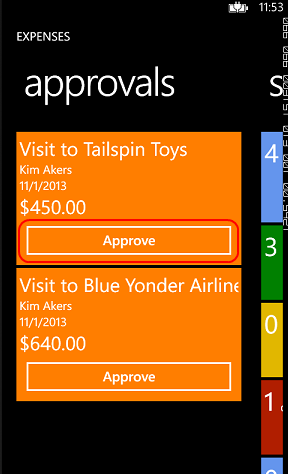 11:53
EXPENSES
approvals
s
Visit to Tailspin Toys
Kim Akers
11/1/2013
$450.00
Approve
Visit to Blue Yonder Airline
Kim Akers
11/1/2013
$640.00
Approve
4
3
0
1